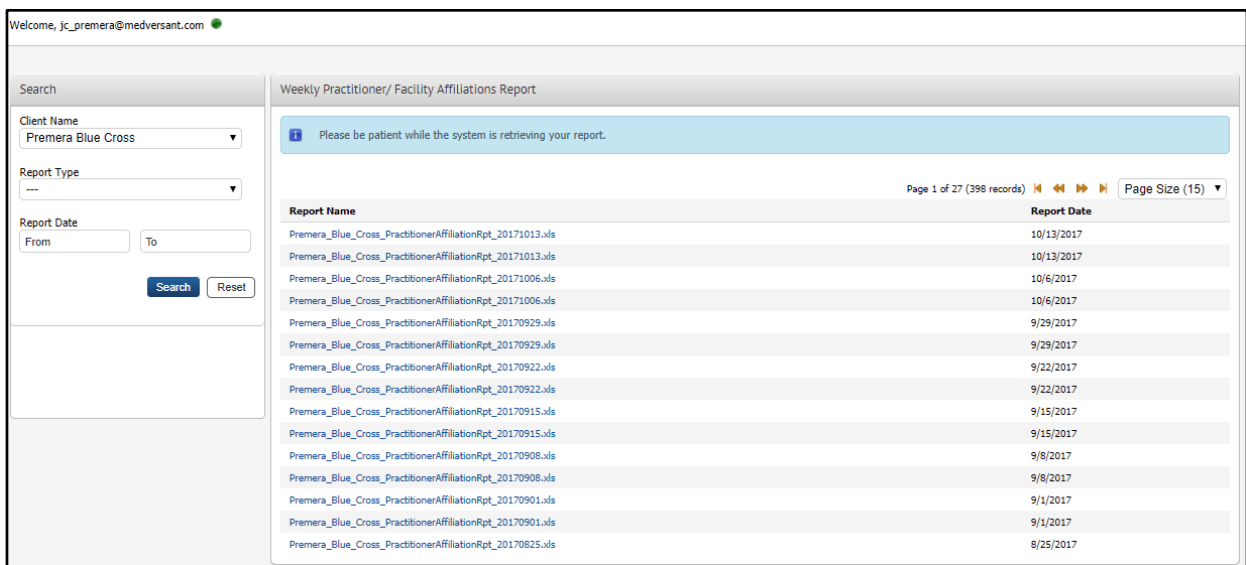 Welcome, jc_premera@medversant.com
Search
Client Name
Premera Blue Cross
Report Type
---
Report Date
From To
Search Reset
Weekly Practitioner/ Facility Affiliations Report
Please be patient while the system is retrieving your report.
Page 1 of 27 (398 records) Page Size (15)
Report Name Report Date
Premera_Blue_Cross_PractitionerAffiliationRpt_20171013.xls 10/13/2017
Premera_Blue_Cross_PractitionerAffiliationRpt_20171013.xls 10/13/2017
Premera_Blue_Cross_PractitionerAffiliationRpt_20171006.xls 10/6/2017
Premera_Blue_Cross_PractitionerAffiliationRpt_20171006.xls 10/6/2017
Premera_Blue_Cross_PractitionerAffiliationRpt_20170929.xls 9/29/2017
Premera_Blue_Cross_PractitionerAffiliationRpt_20170929.xls 9/29/2017
Premera_Blue_Cross_PractitionerAffiliationRpt_20170922.xls 9/22/2017
Premera_Blue_Cross_PractitionerAffiliationRpt_20170922.xls 9/22/2017
Premera_Blue_Cross_PractitionerAffiliationRpt_20170915.xls 9/15/2017
Premera_Blue_Cross_PractitionerAffiliationRpt_20170915.xls 9/15/2017
Premera_Blue_Cross_PractitionerAffiliationRpt_20170908.xls 9/8/2017
Premera_Blue_Cross_PractitionerAffiliationRpt_20170908.xls 9/8/2017
Premera_Blue_Cross_PractitionerAffiliationRpt_20170901.xls 9/1/2017
Premera_Blue_Cross_PractitionerAffiliationRpt_20170901.xls 9/1/2017
Premera_Blue_Cross_PractitionerAffiliationRpt_20170825.xls 8/25/2017